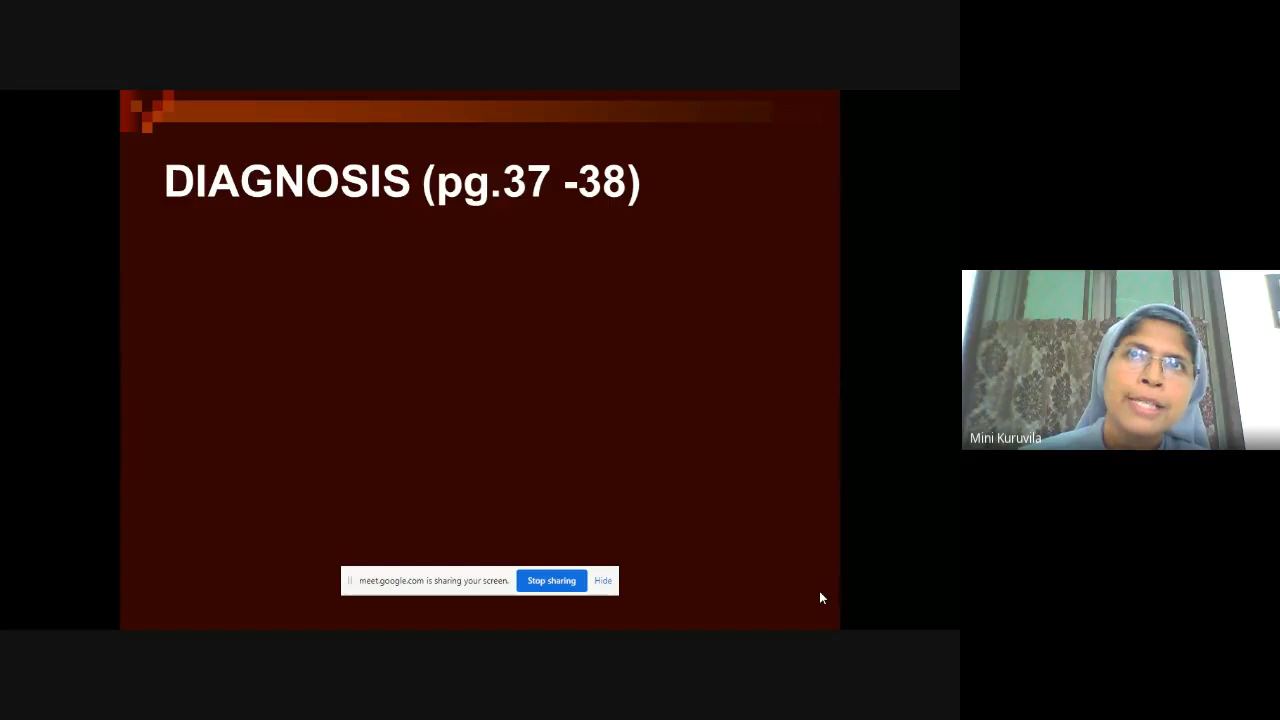 DIAGNOSIS (pg.37 -38)
Mini Kuruvila
meet.google.com is sharing your screen.
Stop sharing
Hide